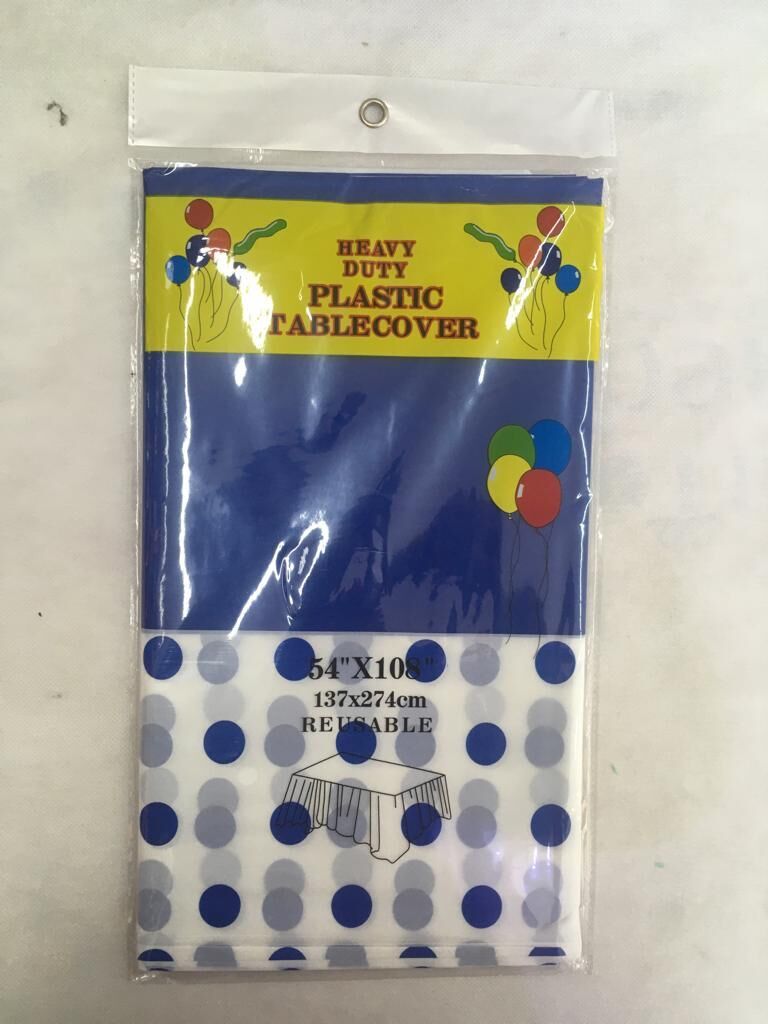 HEAVY
DUTY
PLASTIC
TABLECOVER
54"X108"
137x274cm
REUSABLE